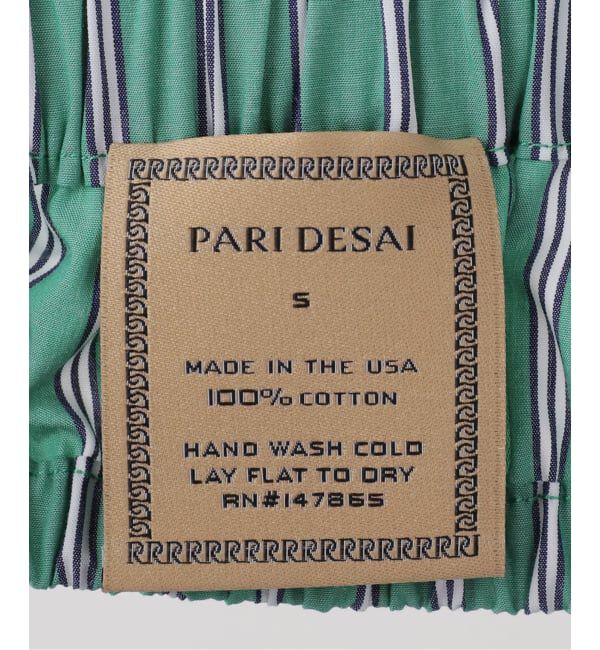 PARI DESAI
S
MADE IN THE USA
100% COTTON
HAND WASH COLD
LAY FLAT TO DRY
RN#147865